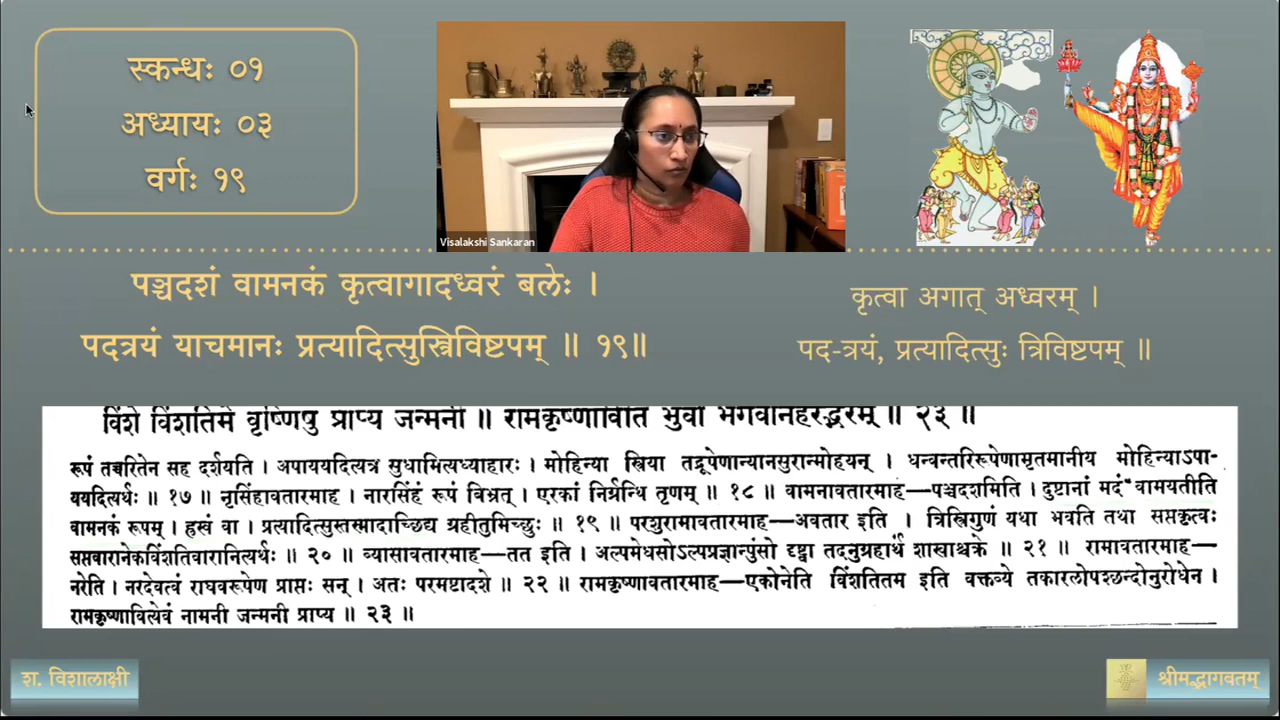 स्कन्धः ०१
अध्यायः ०३
वर्गः १९
Visalakshi Sankaran
पञ्चदशं वामनकं कृत्वागादध्वरं बलेः ।
पदत्रयं याचमानः प्रत्यादित्सुस्त्रिविष्टपम् ॥ १९॥
कृत्वा अगात् अध्वरम् ।
पद-त्रयं, प्रत्यादित्सुः त्रिविष्टपम् ॥
विंशे विंशतिमे वृष्णिषु प्राप्य जन्मनी ॥ रामकृष्णाविति भुवो भगवानहरद्भरम् ॥ २३ ॥
रूपं तच्चरितेन सह दर्शयति । अपाययदित्यत्र सुधामित्यध्याहारः । मोहिन्या स्त्रिया तद्रूपेणान्यानसुरान्मोहयन् । धन्वन्तरिरूपेणामृतमानीय मोहिन्याऽपा-
ययदित्यर्थः ॥ १७ ॥ नृसिंहावतारमाह । नारसिंहं रूपं बिभ्रत् । एरकां निर्ग्रन्थि तृणम् ॥ १८ ॥ वामनावतारमाह—पञ्चदशमिति । दुष्टानां मदं वामयतीति
वामनकं रूपम् । ह्रस्वं वा । प्रत्यादित्सुस्तस्मादाच्छिद्य ग्रहीतुमिच्छुः ॥ १९ ॥ परशुरामावतारमाह—अवतार इति । त्रिस्त्रिगुणं यथा भवति तथा सप्तकृत्वः
सप्तवारानेकविंशतिवारानित्यर्थः ॥ २० ॥ व्यासावतारमाह—तत इति । अल्पमेधसोऽल्पप्रज्ञान्पुंसो दृष्ट्वा तदनुग्रहार्थं शाखाश्चक्रे ॥ २१ ॥ रामावतारमाह—
नरेति । नरदेवत्वं राघवरूपेण प्राप्तः सन् । अतः परमष्टादशे ॥ २२ ॥ रामकृष्णावतारमाह—एकोनेति विंशतितम इति वक्तव्ये तकारलोपश्छन्दोनुरोधेन ।
रामकृष्णावित्येवं नामनी जन्मनी प्राप्य ॥ २३ ॥
श. विशालाक्षी
श्रीमद्भागवतम्